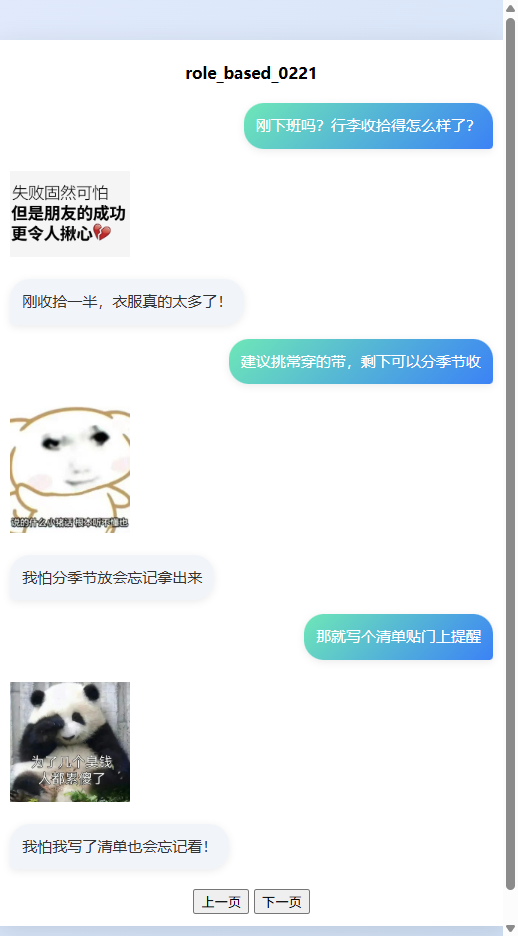 role_based_0221
刚下班吗？行李收拾得怎么样了？
失败固然可怕
但是朋友的成功
更令人揪心💔
刚收拾一半，衣服真的太多了！
建议挑常穿的带，剩下可以分季节收
说的什么小猪话 根本听不懂也
我怕分季节放会忘记拿出来
那就写个清单贴门上提醒
为了几个臭钱
人都累傻了
我怕我写了清单也会忘记看！
上一页 下一页